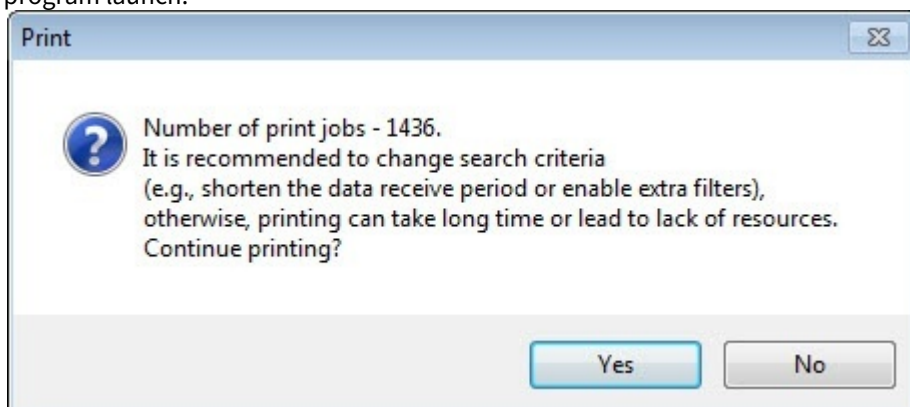 program launch.
Print
Number of print jobs - 1436.
It is recommended to change search criteria
(e.g., shorten the data receive period or enable extra filters),
otherwise, printing can take long time or lead to lack of resources.
Continue printing?
Yes
No